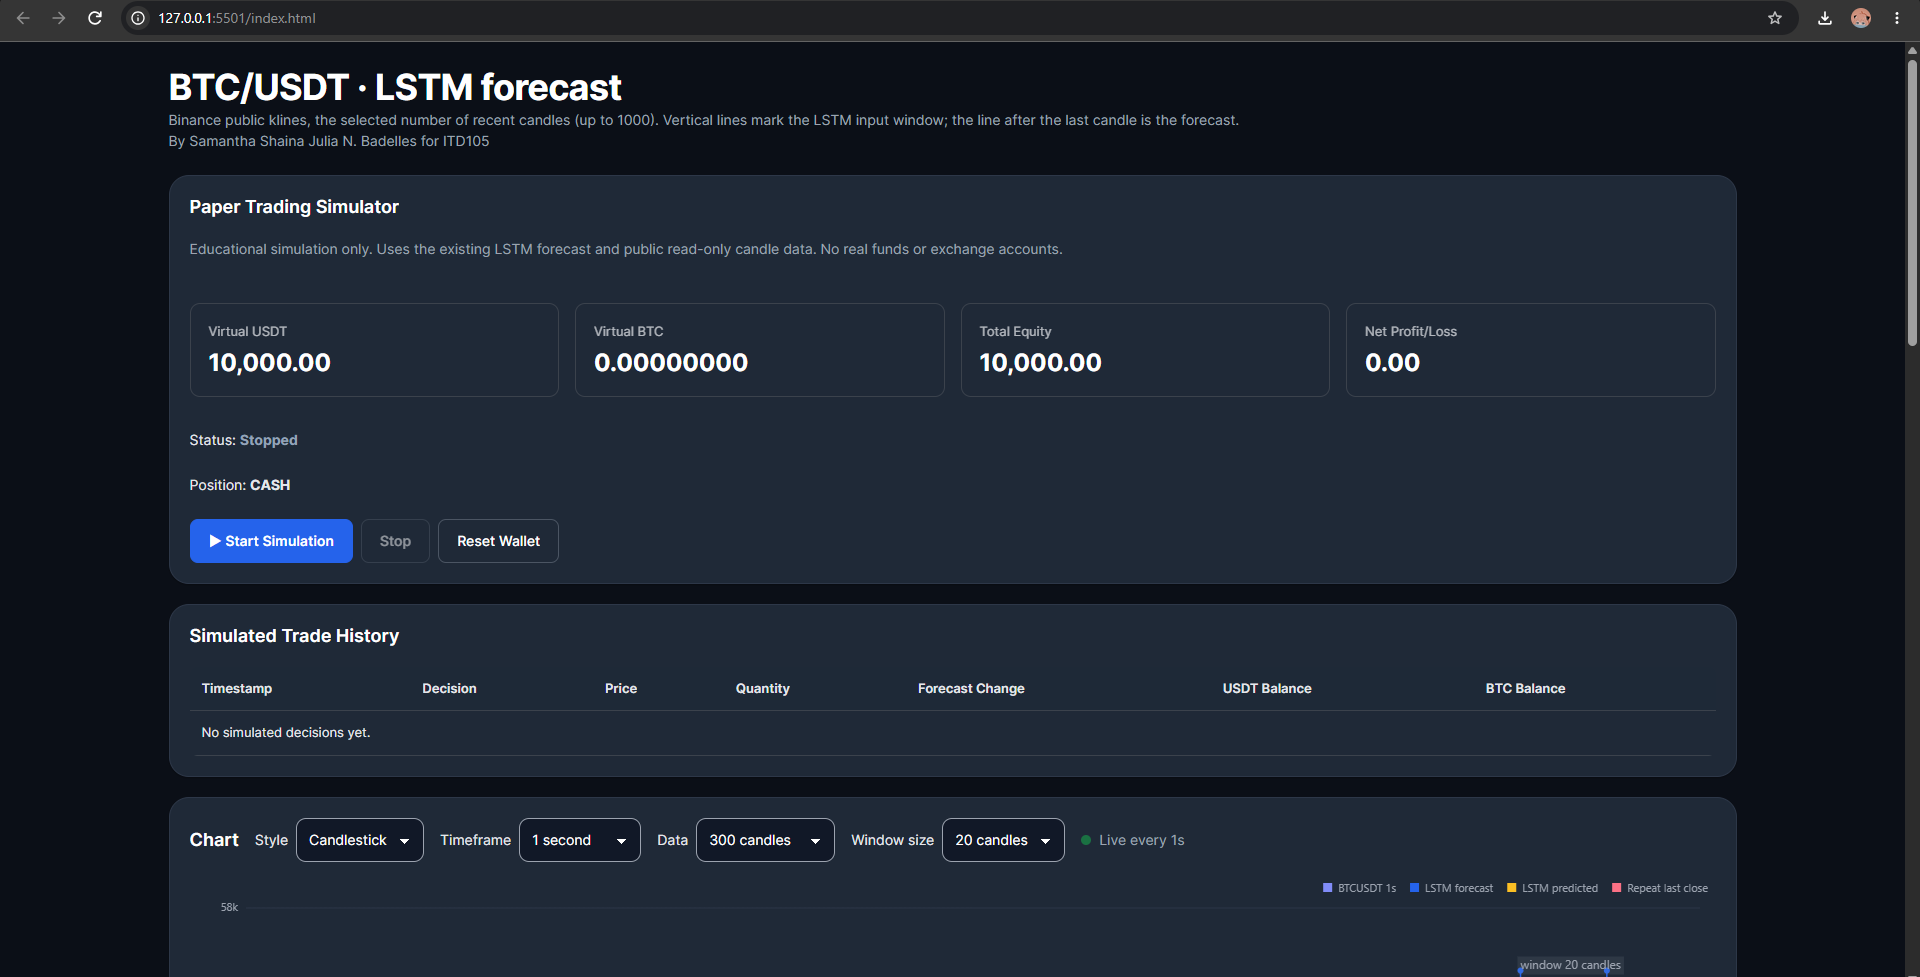 127.0.0.1:5501/index.html
BTC/USDT · LSTM forecast
Binance public klines, the selected number of recent candles (up to 1000). Vertical lines mark the LSTM input window; the line after the last candle is the forecast.
By Samantha Shaina Julia N. Badelles for ITD105
Paper Trading Simulator
Educational simulation only. Uses the existing LSTM forecast and public read-only candle data. No real funds or exchange accounts.
Virtual USDT
10,000.00
Virtual BTC
0.00000000
Total Equity
10,000.00
Net Profit/Loss
0.00
Status: Stopped
Position: CASH
▶ Start Simulation
Stop
Reset Wallet
Simulated Trade History
Timestamp Decision Price Quantity Forecast Change USDT Balance BTC Balance
No simulated decisions yet.
Chart Style Candlestick Timeframe 1 second Data 300 candles Window size 20 candles Live every 1s
BTCUSDT 1s LSTM forecast LSTM predicted Repeat last close
58k
window 20 candles